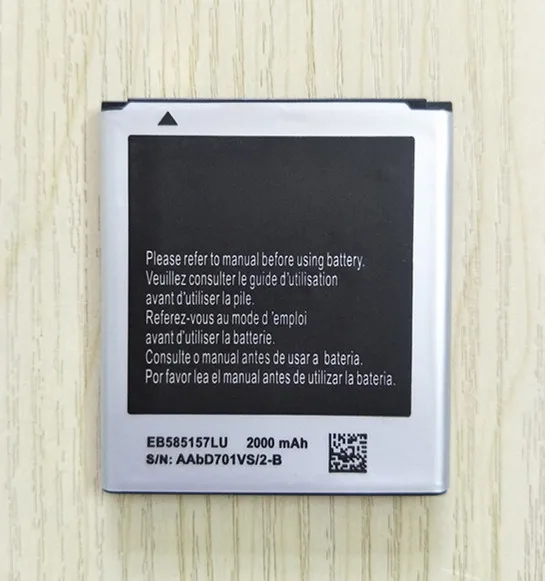 Please refer to manual before using battery.
Veuillez consulter le guide d'utilisation
avant d'utiliser la pile.
Referez-vous au mode d 'emploi
avant d'utiliser la batterie.
Consulte o manual antes de usar a bateria.
Por favor lea el manual antes de utilizar la bateria.
EB585157LU 2000 mAh
S/N: AAbD701VS/2-B